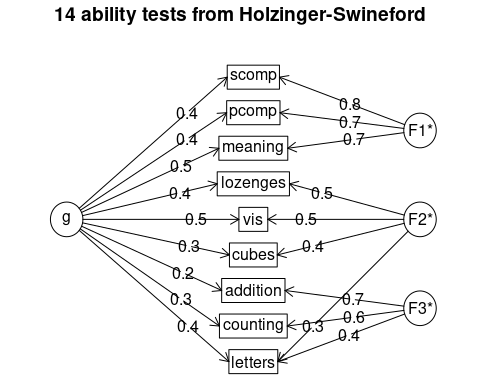 14 ability tests from Holzinger-Swineford
scomp
0.8
F1*
0.4
pcomp
0.7
0.4
meaning
0.7
0.5
lozenges
0.5
0.4
g
0.5
vis
0.5
F2*
0.3
cubes
0.4
0.2
addition
0.7
F3*
0.3
counting
0.6
0.4
0.3
0.4
letters